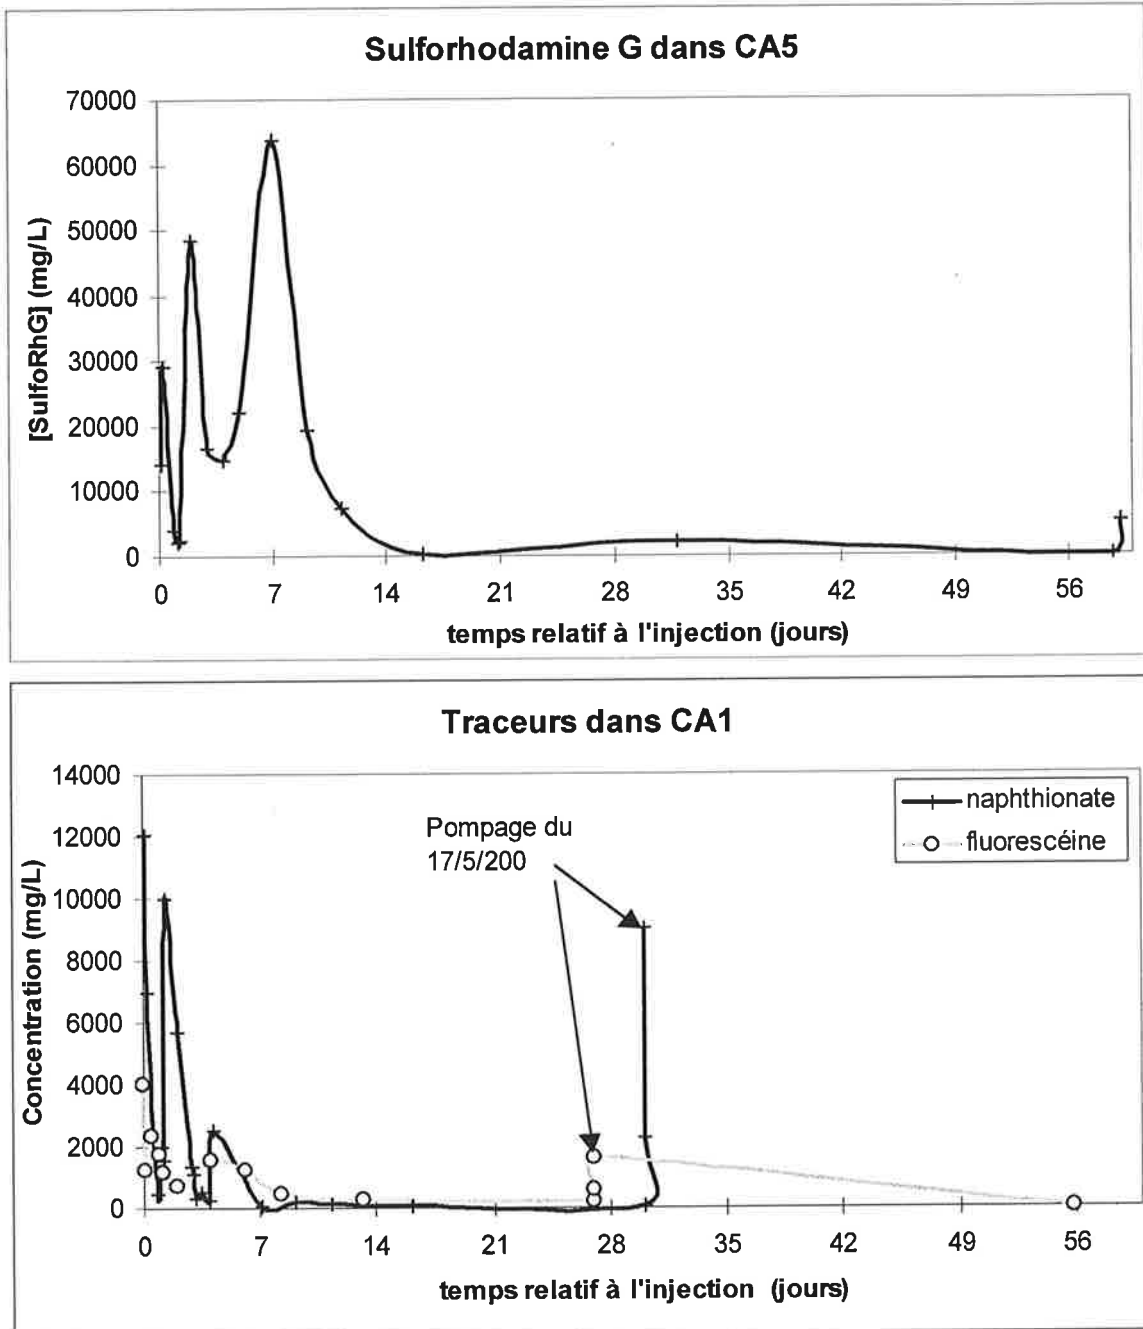 Sulforhodamine G dans CA5
70000
60000
50000
40000
30000
20000
10000
0
[SulfoRhG] (mg/L)
0 7 14 21 28 35 42 49 56
temps relatif à l'injection (jours)
Traceurs dans CA1
14000
12000
10000
8000
6000
4000
2000
0
Concentration (mg/L)
naphthionate
fluorescéine
Pompage du
17/5/200
0 7 14 21 28 35 42 49 56
temps relatif à l'injection (jours)